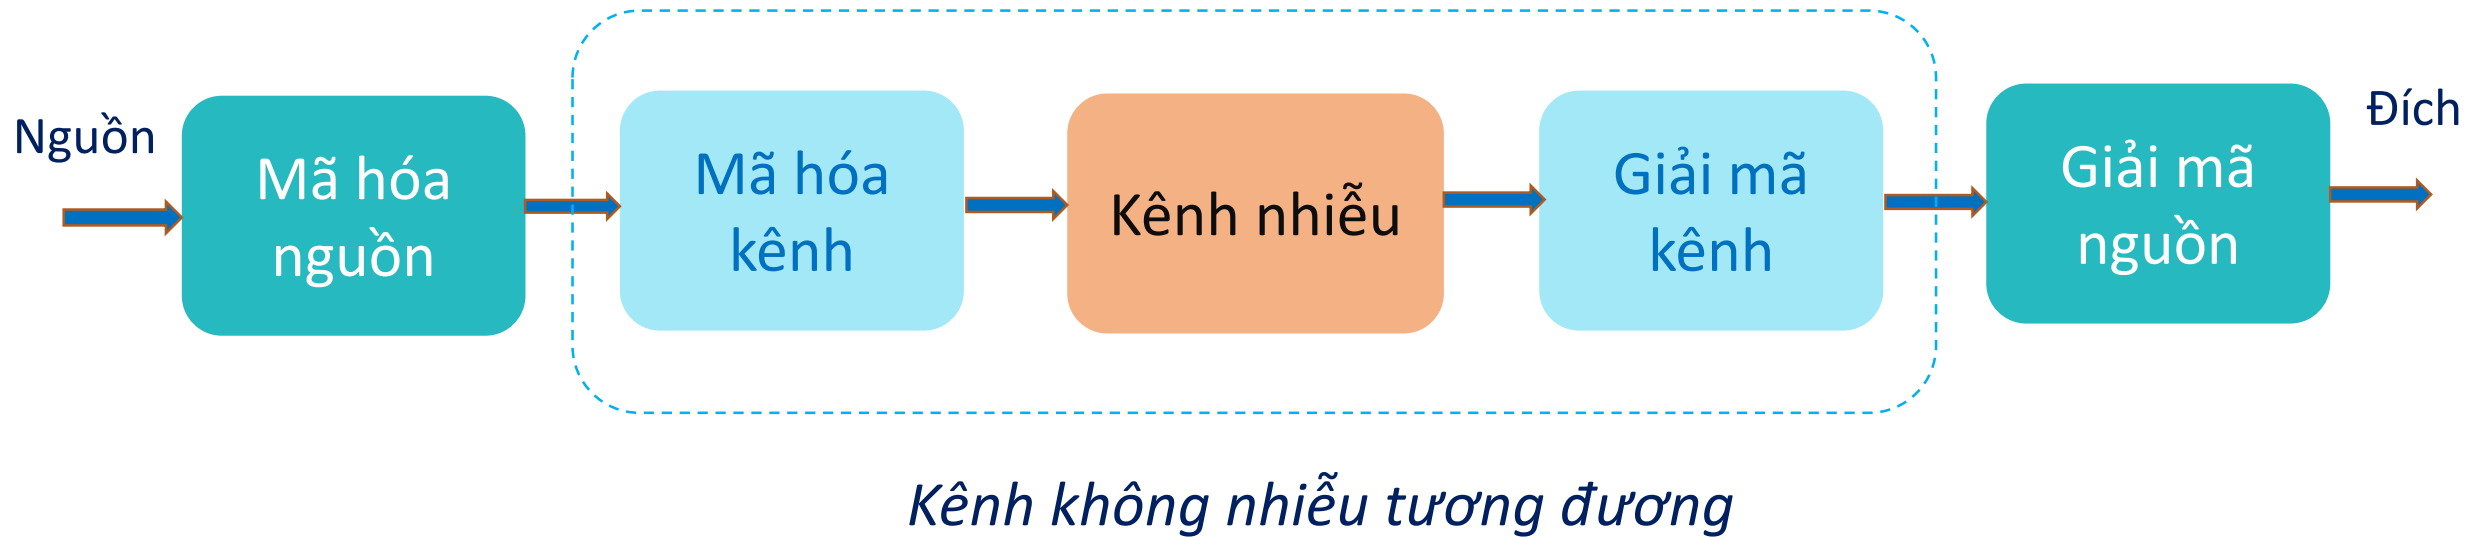 Nguồn
Mã hóa
nguồn
Mã hóa
kênh
Kênh nhiễu
Giải mã
kênh
Giải mã
nguồn
Đích
Kênh không nhiễu tương đương